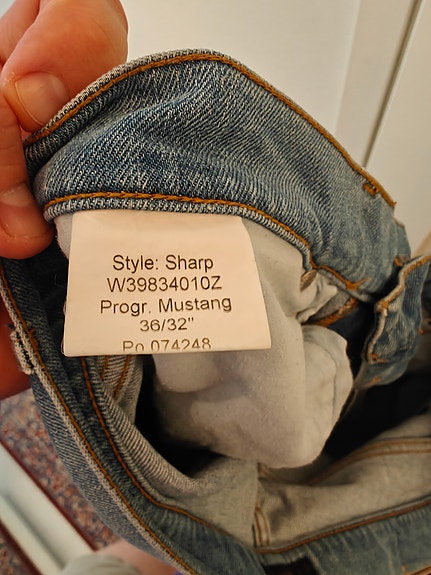 Style: Sharp
W39834010Z
Progr. Mustang
36/32"
Po 074248